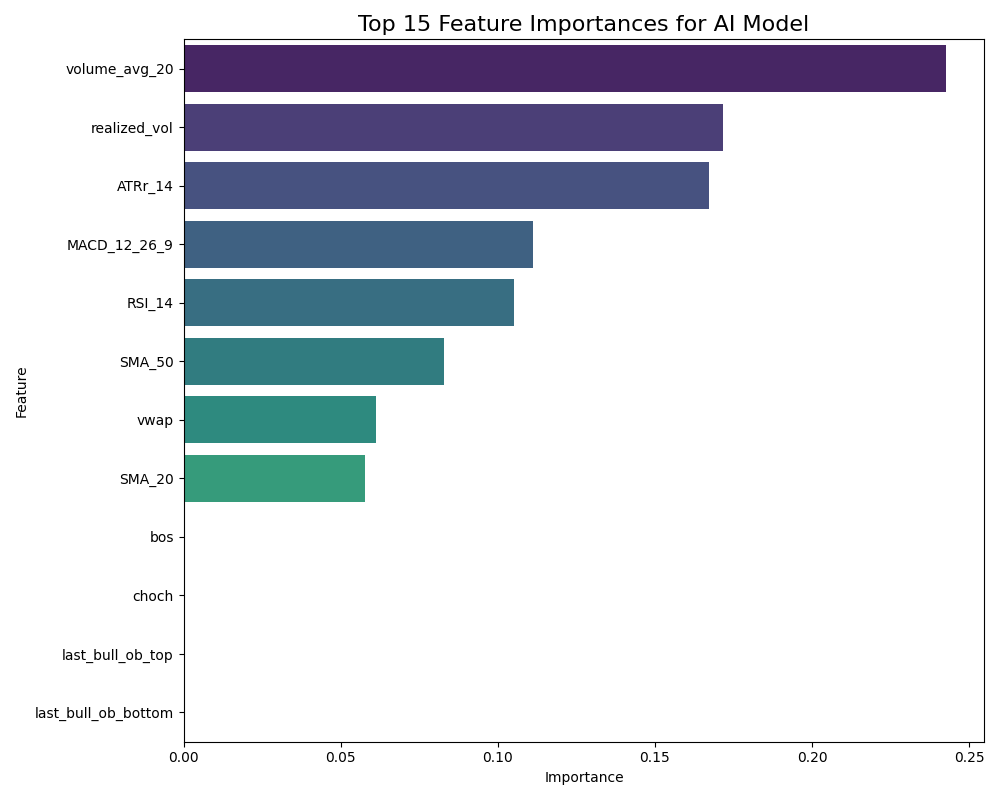 Top 15 Feature Importances for AI Model
Feature
volume_avg_20
realized_vol
ATRr_14
MACD_12_26_9
RSI_14
SMA_50
vwap
SMA_20
bos
choch
last_bull_ob_top
last_bull_ob_bottom
0.00 0.05 0.10 0.15 0.20 0.25
Importance